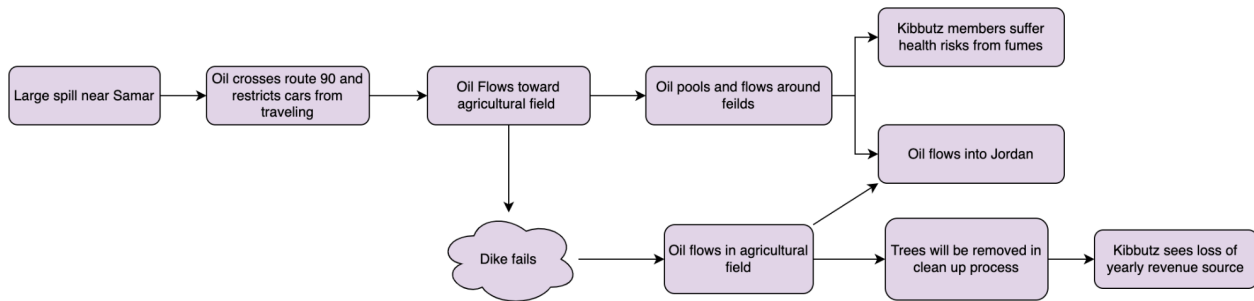 Large spill near Samar
Oil crosses route 90 and
restricts cars from
traveling
Oil Flows toward
agricultural field
Oil pools and flows around
feilds
Kibbutz members suffer
health risks from fumes
Oil flows into Jordan
Dike fails
Oil flows in agricultural
field
Trees will be removed in
clean up process
Kibbutz sees loss of
yearly revenue source